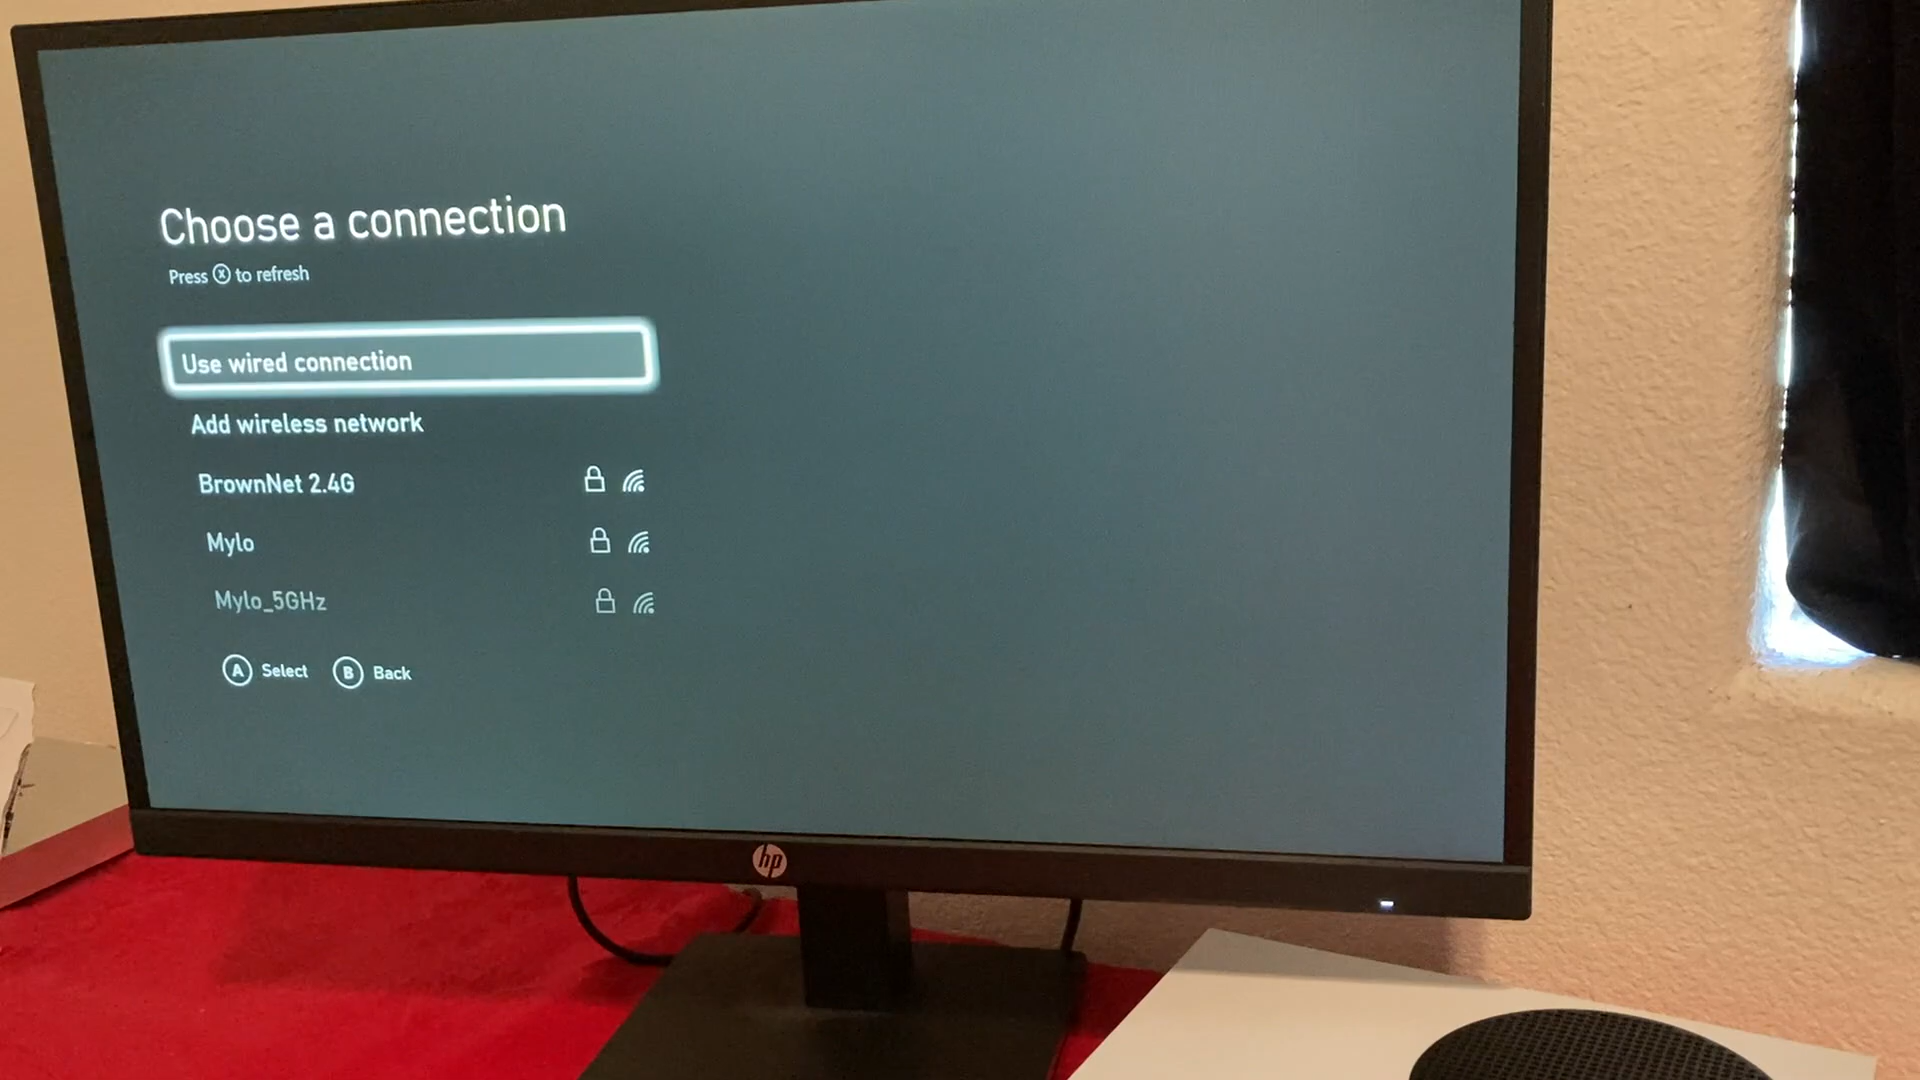 Choose a connection
Press X to refresh
Use wired connection
Add wireless network
BrownNet 2.4G
Mylo
Mylo_5GHz
A Select B Back
hp